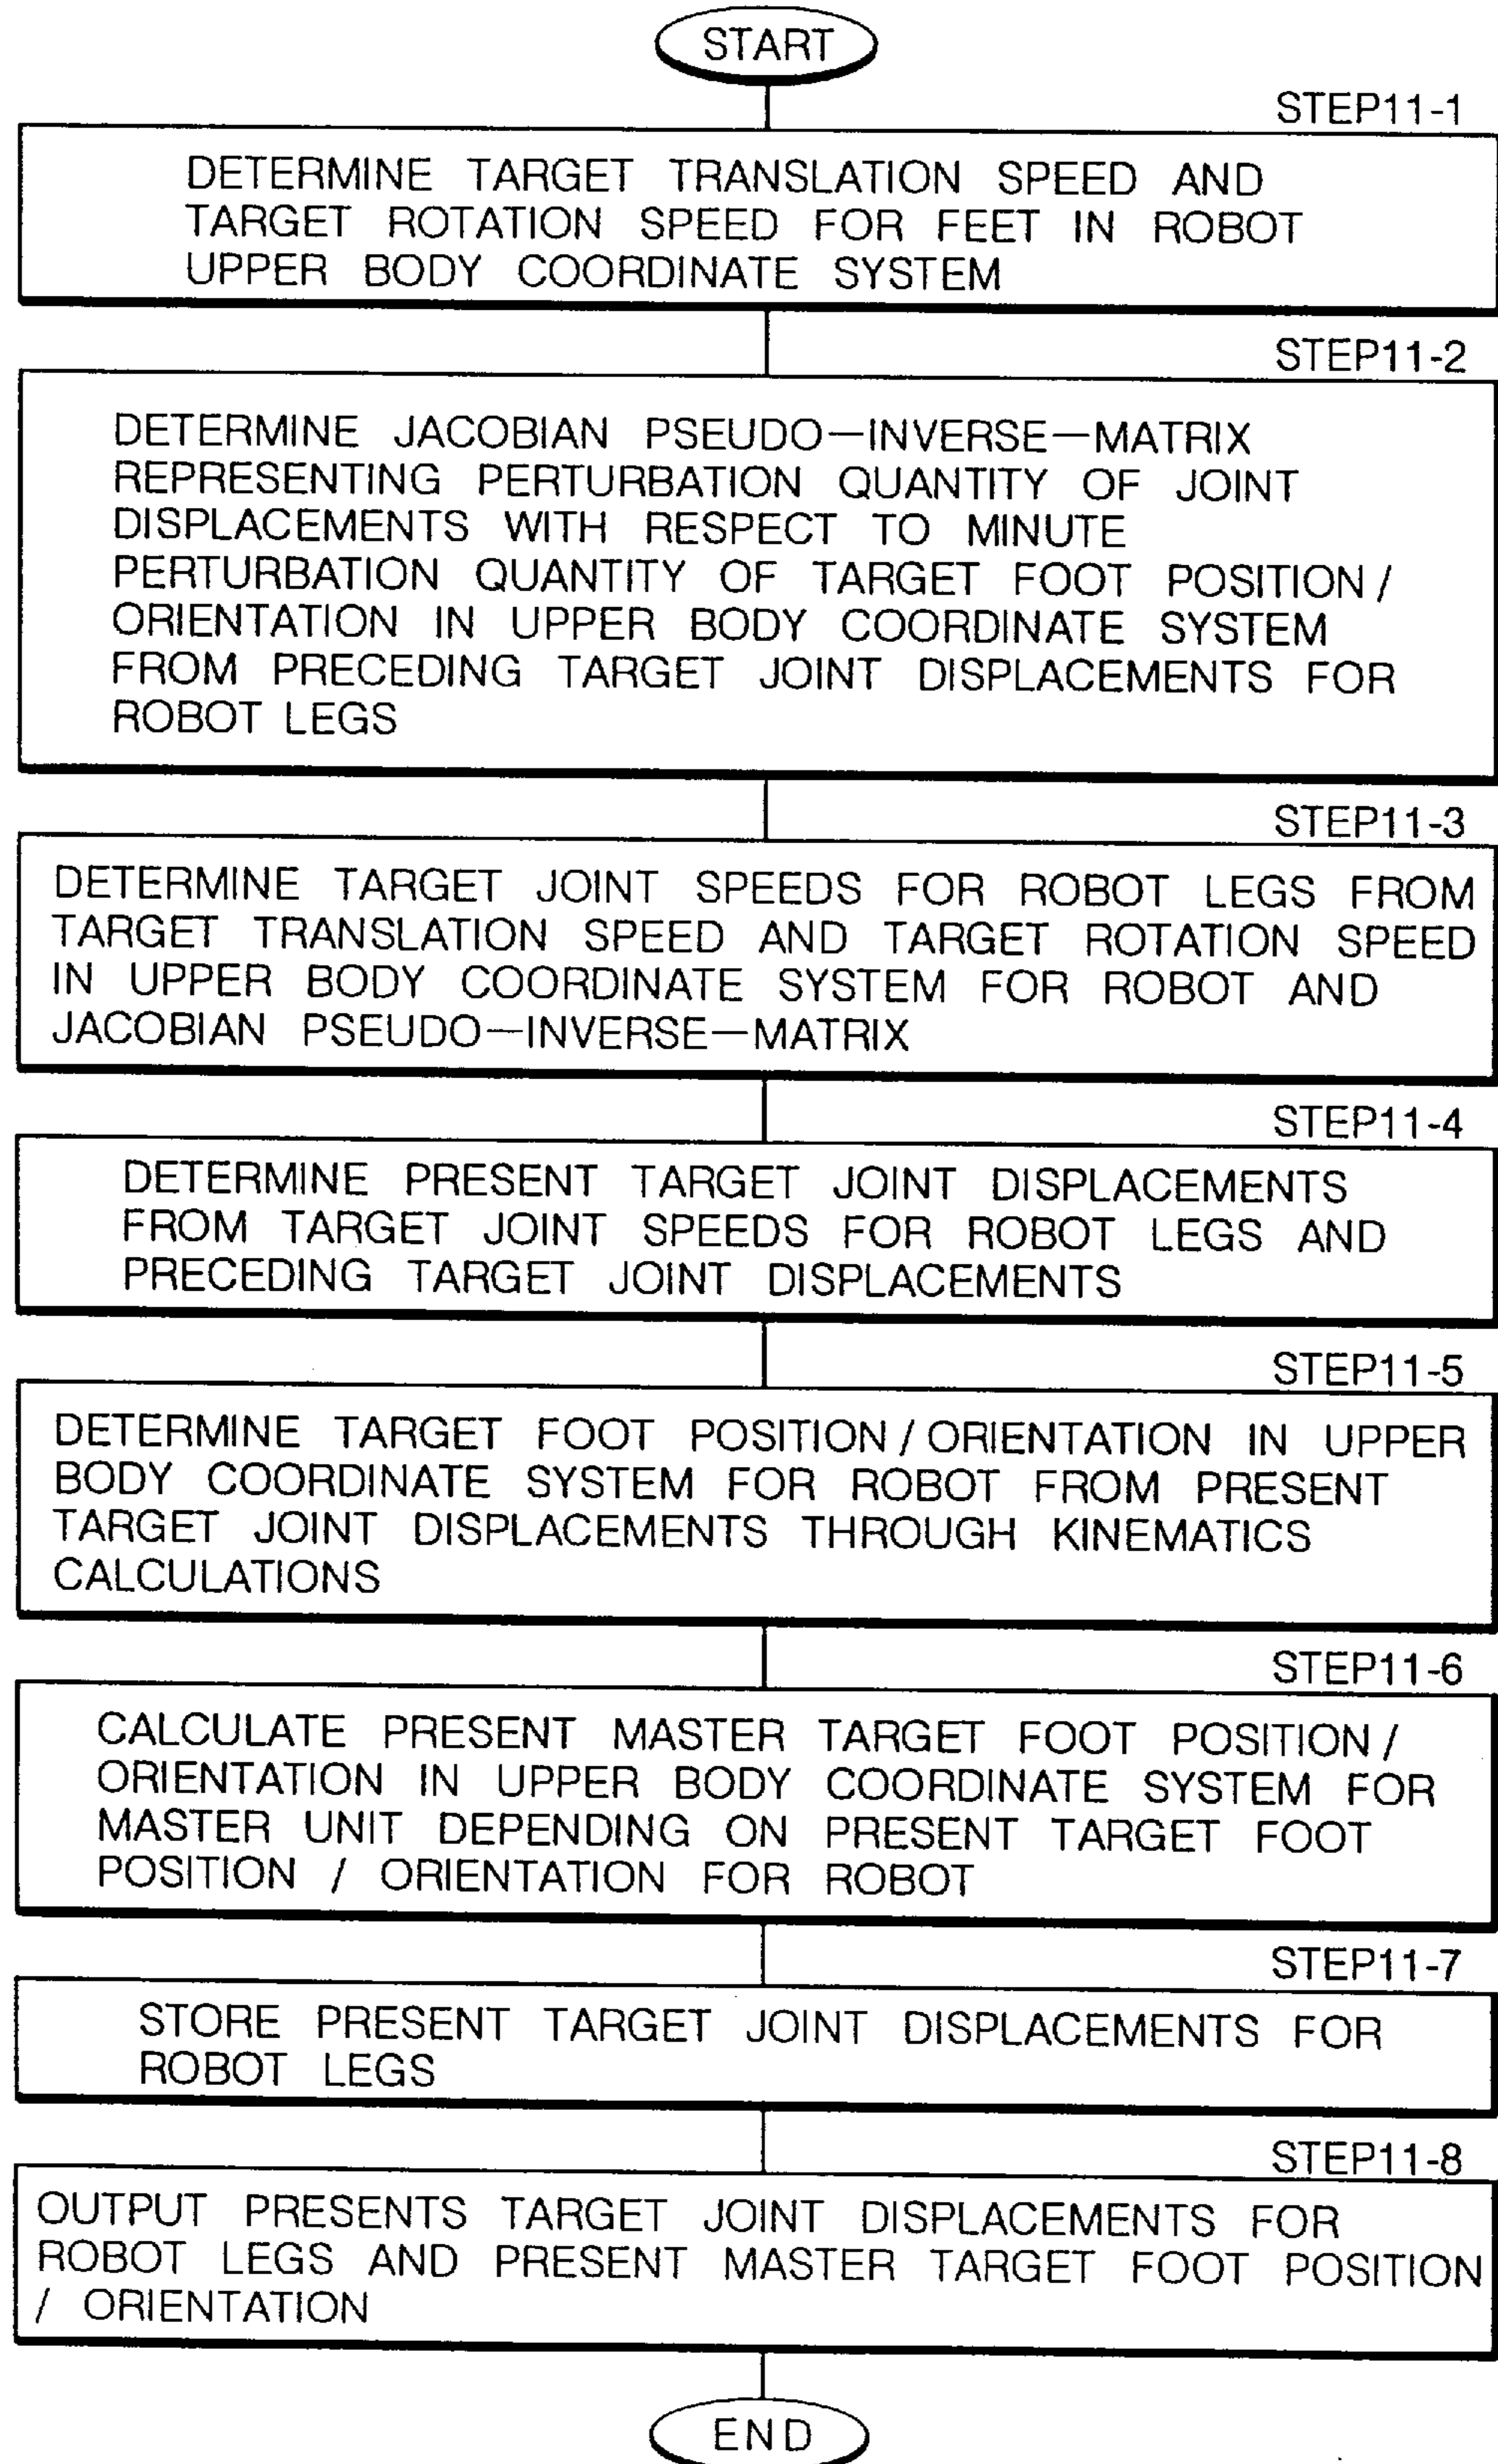 START
STEP11-1
DETERMINE TARGET TRANSLATION SPEED AND
TARGET ROTATION SPEED FOR FEET IN ROBOT
UPPER BODY COORDINATE SYSTEM
STEP11-2
DETERMINE JACOBIAN PSEUDO—INVERSE—MATRIX
REPRESENTING PERTURBATION QUANTITY OF JOINT
DISPLACEMENTS WITH RESPECT TO MINUTE
PERTURBATION QUANTITY OF TARGET FOOT POSITION /
ORIENTATION IN UPPER BODY COORDINATE SYSTEM
FROM PRECEDING TARGET JOINT DISPLACEMENTS FOR
ROBOT LEGS
STEP11-3
DETERMINE TARGET JOINT SPEEDS FOR ROBOT LEGS FROM
TARGET TRANSLATION SPEED AND TARGET ROTATION SPEED
IN UPPER BODY COORDINATE SYSTEM FOR ROBOT AND
JACOBIAN PSEUDO—INVERSE—MATRIX
STEP11-4
DETERMINE PRESENT TARGET JOINT DISPLACEMENTS
FROM TARGET JOINT SPEEDS FOR ROBOT LEGS AND
PRECEDING TARGET JOINT DISPLACEMENTS
STEP11-5
DETERMINE TARGET FOOT POSITION / ORIENTATION IN UPPER
BODY COORDINATE SYSTEM FOR ROBOT FROM PRESENT
TARGET JOINT DISPLACEMENTS THROUGH KINEMATICS
CALCULATIONS
STEP11-6
CALCULATE PRESENT MASTER TARGET FOOT POSITION /
ORIENTATION IN UPPER BODY COORDINATE SYSTEM FOR
MASTER UNIT DEPENDING ON PRESENT TARGET FOOT
POSITION / ORIENTATION FOR ROBOT
STEP11-7
STORE PRESENT TARGET JOINT DISPLACEMENTS FOR
ROBOT LEGS
STEP11-8
OUTPUT PRESENTS TARGET JOINT DISPLACEMENTS FOR
ROBOT LEGS AND PRESENT MASTER TARGET FOOT POSITION
/ ORIENTATION
END